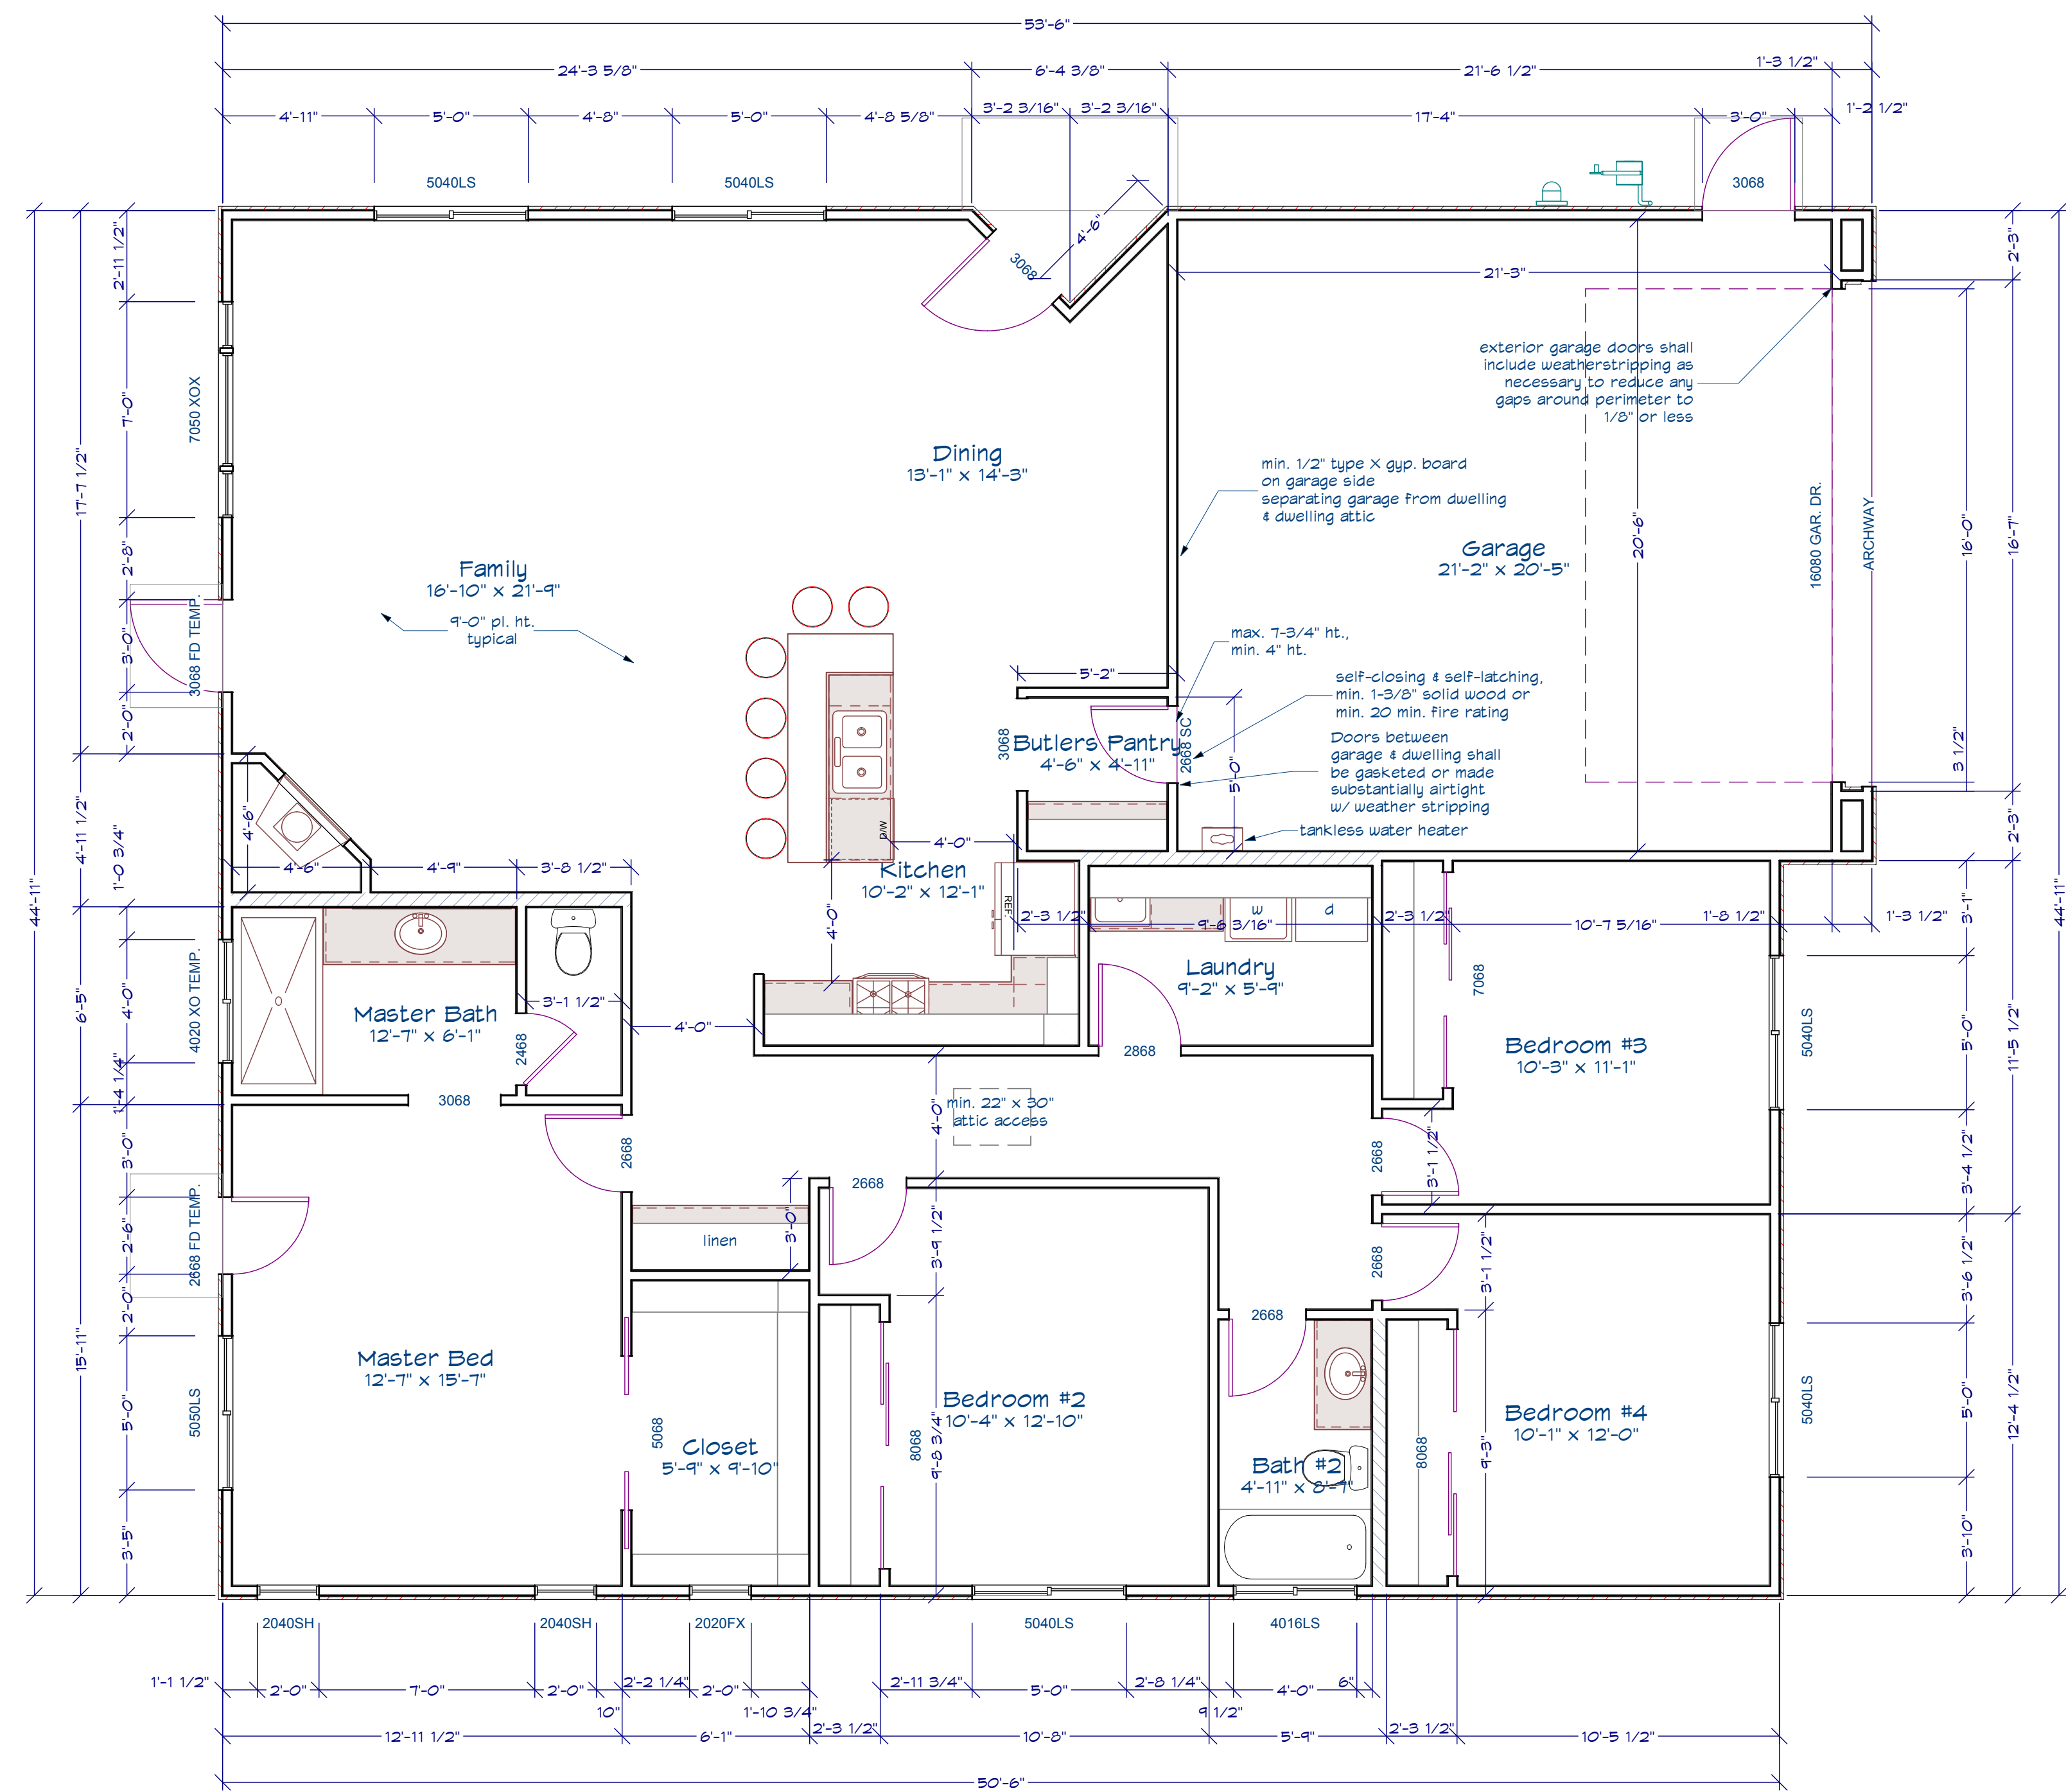 53'-6"
24'-3 5/8"
6'-4 3/8"
21'-6 1/2"
1'-3 1/2"
4'-11"
5'-0"
4'-8"
5'-0"
4'-8 5/8"
3'-2 3/16"
3'-2 3/16"
17'-4"
3'-0"
1'-2 1/2"
5040LS
5040LS
3068
3068
4'-6"
2'-11 1/2"
7'-0"
7050 XOX
17'-7 1/2"
2'-8"
3'-0"
3068 FD TEMP.
2'-0"
44'-11"
4'-11 1/2"
1'-0 3/4"
6'-5"
4'-0"
4020 XO TEMP.
1'-4 1/4"
3'-0"
2'-6"
2668 FD TEMP.
2'-0"
15'-11"
5'-0"
5050LS
3'-5"
21'-3"
exterior garage doors shall
include weatherstripping as
necessary to reduce any
gaps around perimeter to
1/8" or less
Dining
13'-1" x 14'-3"
min. 1/2" type X gyp. board
on garage side
separating garage from dwelling
& dwelling attic
Garage
21'-2" x 20'-5"
20'-6"
16080 GAR. DR.
ARCHWAY
Family
16'-10" x 21'-9"
9'-0" pl. ht.
typical
max. 7-3/4" ht.,
min. 4" ht.
5'-2"
self-closing & self-latching,
min. 1-3/8" solid wood or
min. 20 min. fire rating
Butlers Pantry
4'-6" x 4'-11"
3068
2668 SC
5'-0"
Doors between
garage & dwelling shall
be gasketed or made
substantially airtight
w/ weather stripping
tankless water heater
D/W
4'-0"
Kitchen
10'-2" x 12'-1"
REF.
4'-0"
4'-6"
4'-6"
4'-9"
3'-8 1/2"
2'-3 1/2"
9'-6 3/16"
2'-3 1/2"
10'-7 5/16"
1'-8 1/2"
1'-3 1/2"
w
d
Laundry
9'-2" x 5'-9"
7068
Master Bath
12'-7" x 6'-1"
3'-1 1/2"
2468
4'-0"
2868
Bedroom #3
10'-3" x 11'-1"
3068
min. 22" x 30"
attic access
4'-0"
2668
2668
3'-1 1/2"
2668
linen
3'-0"
3'-9 1/2"
2668
3'-1 1/2"
2668
Master Bed
12'-7" x 15'-7"
5068
Closet
5'-9" x 9'-10"
Bedroom #2
10'-4" x 12'-10"
8068
9'-8 3/4"
Bath #2
4'-11" x 8'-7"
8068
9'-3"
Bedroom #4
10'-1" x 12'-0"
2'-3"
16'-0"
16'-7"
3 1/2"
2'-3"
44'-11"
3'-1"
5040LS
5'-0"
11'-5 1/2"
3'-4 1/2"
3'-6 1/2"
5040LS
5'-0"
12'-4 1/2"
3'-10"
2040SH
2040SH
2020FX
5040LS
4016LS
1'-1 1/2"
2'-0"
7'-0"
2'-0"
10"
2'-2 1/4"
2'-0"
1'-10 3/4"
2'-11 3/4"
5'-0"
2'-8 1/4"
9 1/2"
4'-0"
6"
12'-11 1/2"
6'-1"
2'-3 1/2"
10'-8"
5'-9"
2'-3 1/2"
10'-5 1/2"
50'-6"